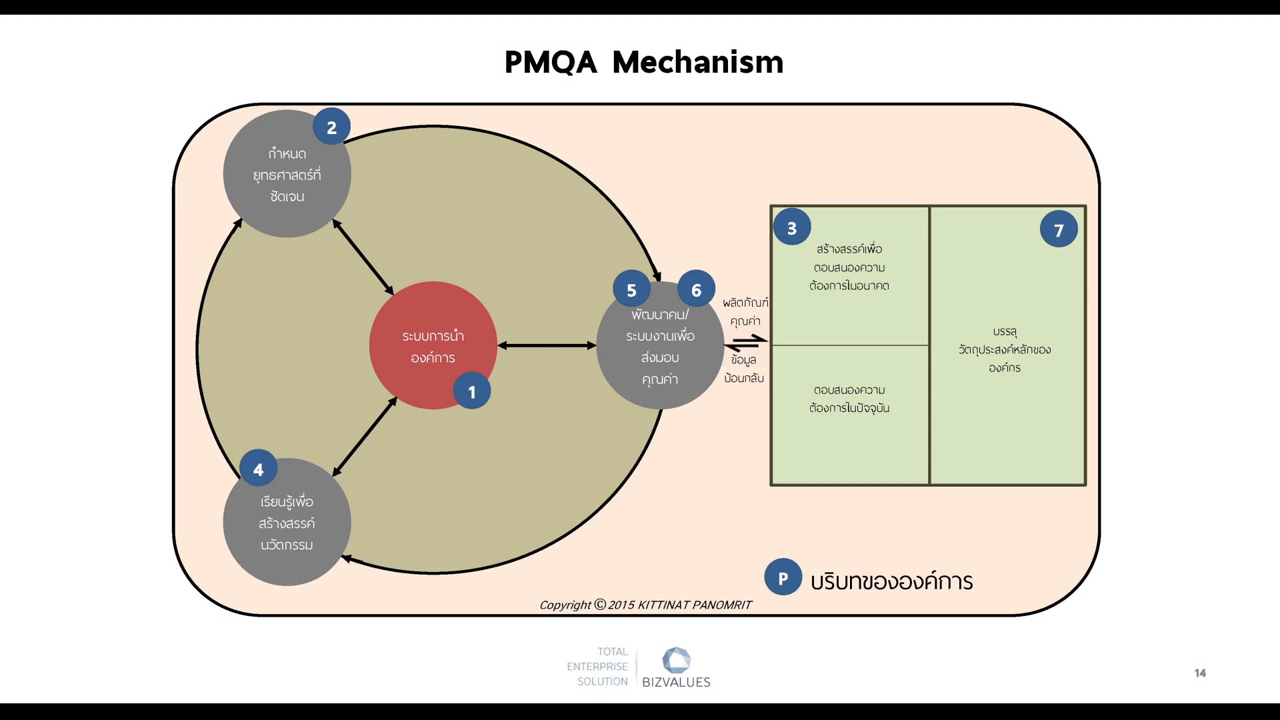 PMQA Mechanism
2
กำหนด
ยุทธศาสตร์ที่
ชัดเจน
ระบบการนำ
องค์การ
1
5
6
พัฒนาคน/
ระบบงานเพื่อ
ส่งมอบ
คุณค่า
4
เรียนรู้เพื่อ
สร้างสรรค์
นวัตกรรม
ผลิตภัณฑ์
คุณค่า
ข้อมูล
ป้อนกลับ
3
สร้างสรรค์เพื่อ
ตอบสนองความ
ต้องการในอนาคต
ตอบสนองความ
ต้องการในปัจจุบัน
7
บรรลุ
วัตถุประสงค์หลักของ
องค์กร
P บริบทขององค์การ
Copyright © 2015 KITTINAT PANOMRIT
TOTAL
ENTERPRISE
SOLUTION
BIZVALUES
14